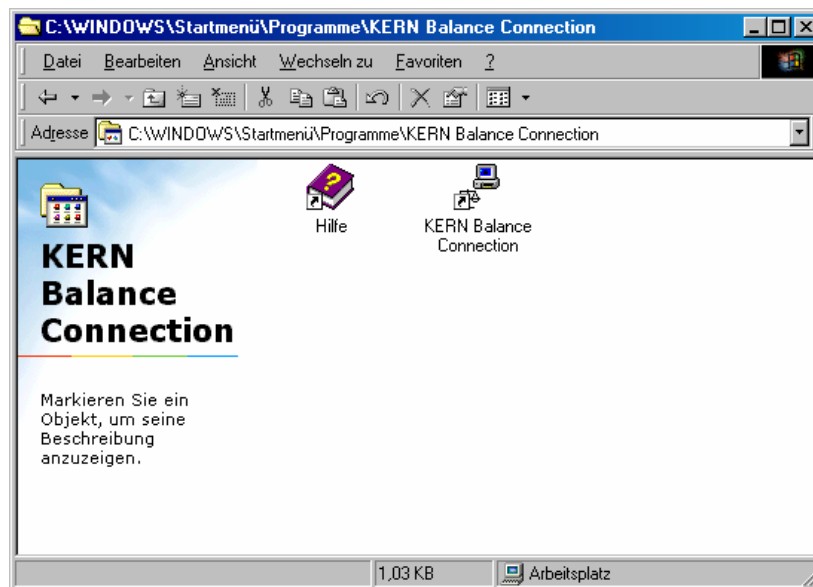 C:\WINDOWS\Startmenü\Programme\KERN Balance Connection
Datei Bearbeiten Ansicht Wechseln zu Favoriten ?
Adresse C:\WINDOWS\Startmenü\Programme\KERN Balance Connection
KERN
Balance
Connection
Markieren Sie ein
Objekt, um seine
Beschreibung
anzuzeigen.
Hilfe
KERN Balance
Connection
1,03 KB
Arbeitsplatz